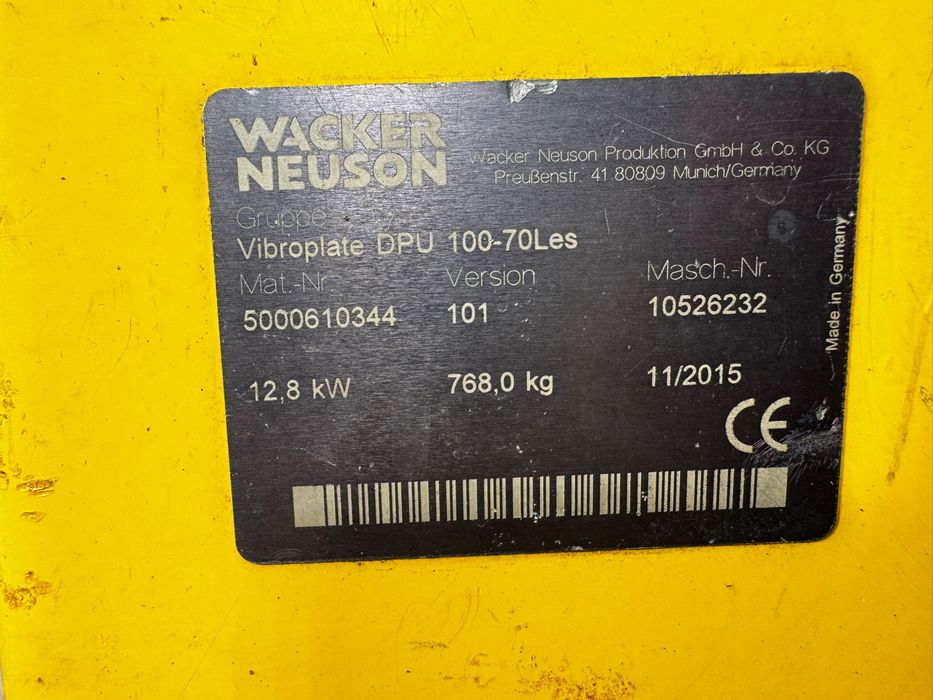 WACKER
NEUSON
Wacker Neuson Produktion GmbH & Co. KG
Preußenstr. 41 80809 Munich/Germany
Gruppe
Vibroplate DPU 100-70Les
Mat.-Nr. Version Masch.-Nr.
5000610344 101 10526232
12,8 kW 768,0 kg 11/2015
Made in Germany
CE